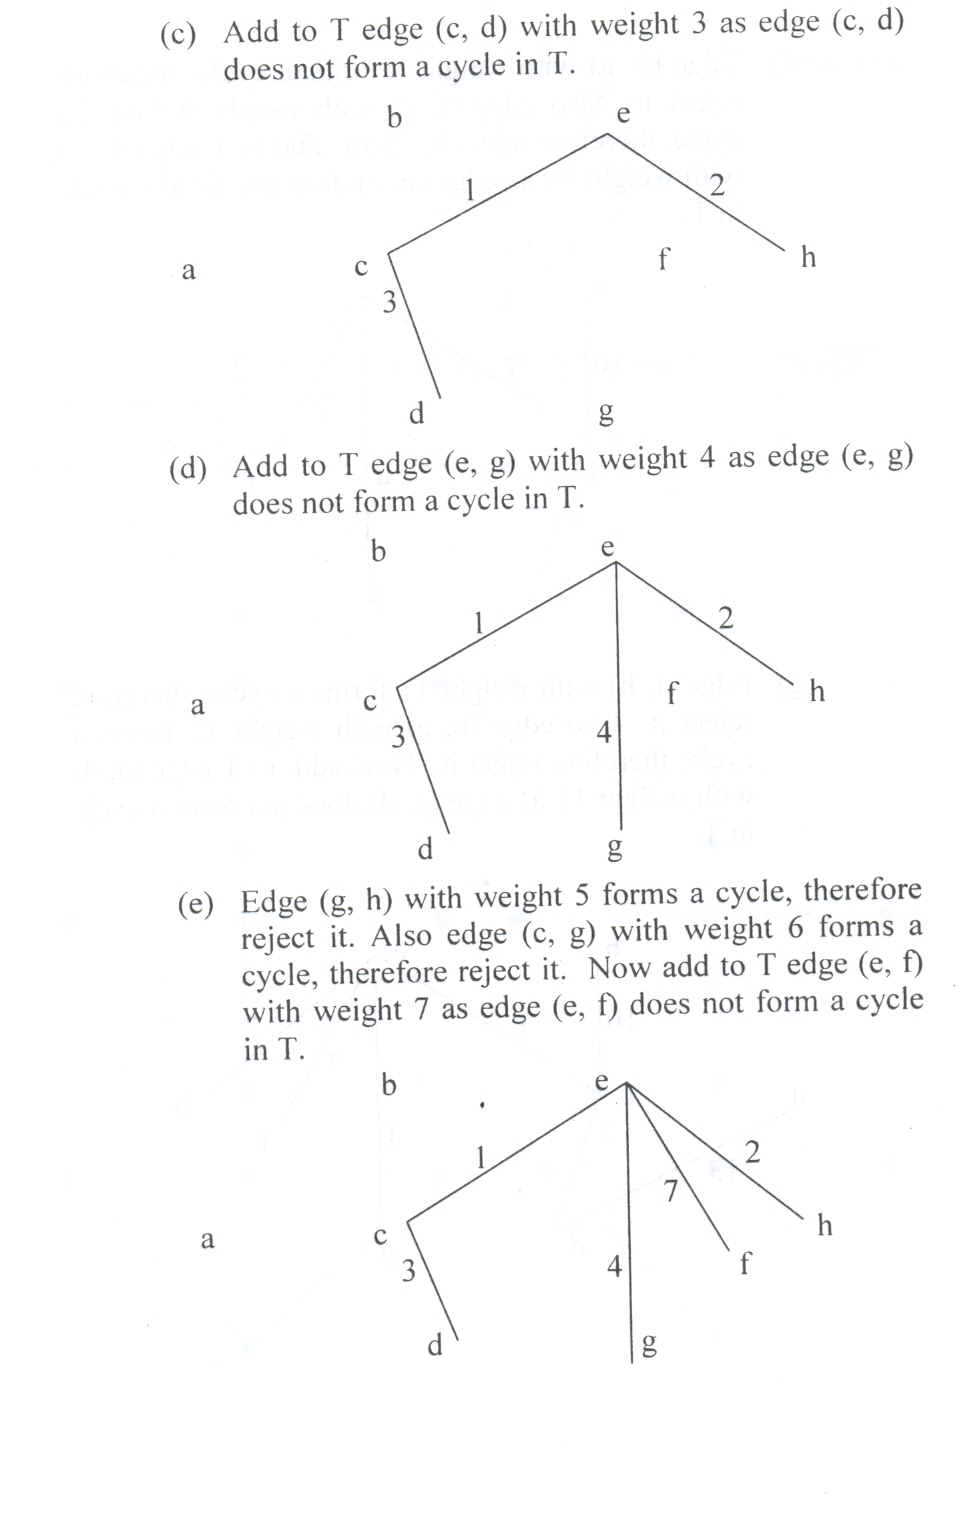 (c) Add to T edge (c, d) with weight 3 as edge (c, d)
does not form a cycle in T.
b e
1 2
a c f h
3
d g
(d) Add to T edge (e, g) with weight 4 as edge (e, g)
does not form a cycle in T.
b e
1 2
a c f h
3 4
d g
(e) Edge (g, h) with weight 5 forms a cycle, therefore
reject it. Also edge (c, g) with weight 6 forms a
cycle, therefore reject it. Now add to T edge (e, f)
with weight 7 as edge (e, f) does not form a cycle
in T.
b e
1 2
7
a c h
3 4 f
d g